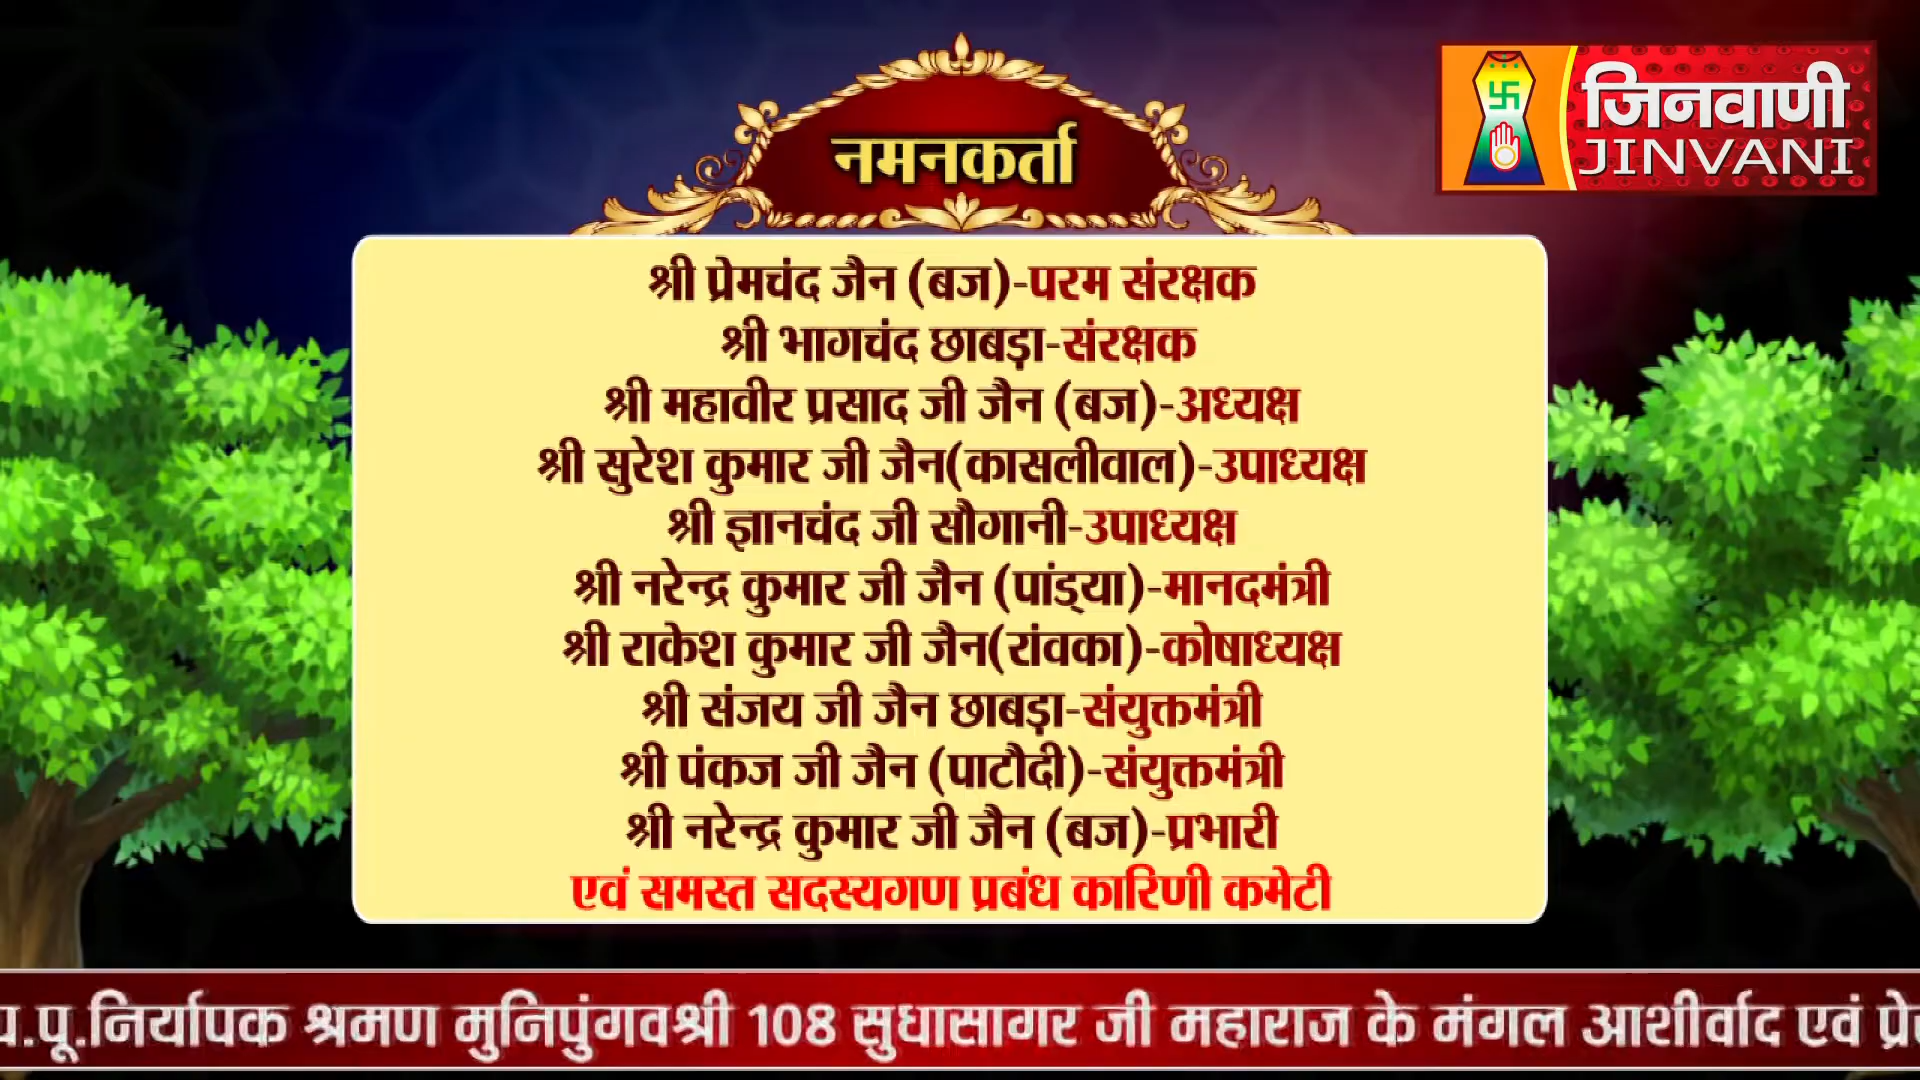 जिनवाणी
JINVANI
नमनकर्ता
श्री प्रेमचंद जैन (बज)-परम संरक्षक
श्री भागचंद छाबड़ा-संरक्षक
श्री महावीर प्रसाद जी जैन (बज)-अध्यक्ष
श्री सुरेश कुमार जी जैन(कासलीवाल)-उपाध्यक्ष
श्री ज्ञानचंद जी सौगानी-उपाध्यक्ष
श्री नरेन्द्र कुमार जी जैन (पांड्या)-मानदमंत्री
श्री राकेश कुमार जी जैन(रांवका)-कोषाध्यक्ष
श्री संजय जी जैन छाबड़ा-संयुक्तमंत्री
श्री पंकज जी जैन (पाटौदी)-संयुक्तमंत्री
श्री नरेन्द्र कुमार जी जैन (बज)-प्रभारी
एवं समस्त सदस्यगण प्रबंध कारिणी कमेटी
प.पू.निर्यापक श्रमण मुनिपुंगवश्री 108 सुधासागर जी महाराज के मंगल आशीर्वाद एवं